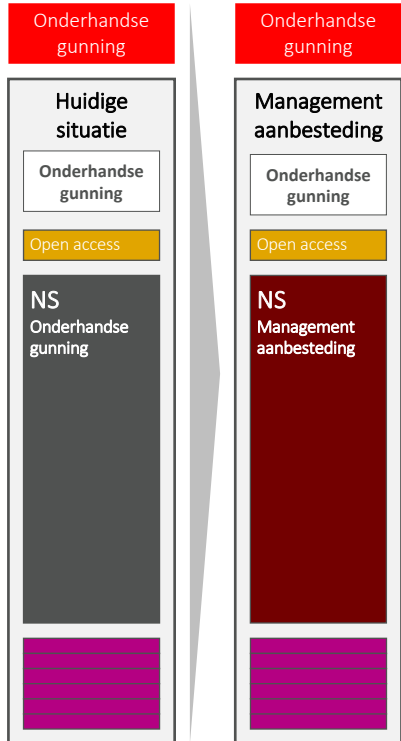 Onderhandse
gunning
Huidige
situatie
Onderhandse
gunning
Open access
NS
Onderhandse
gunning
Onderhandse
gunning
Management
aanbesteding
Onderhandse
gunning
Open access
NS
Management
aanbesteding